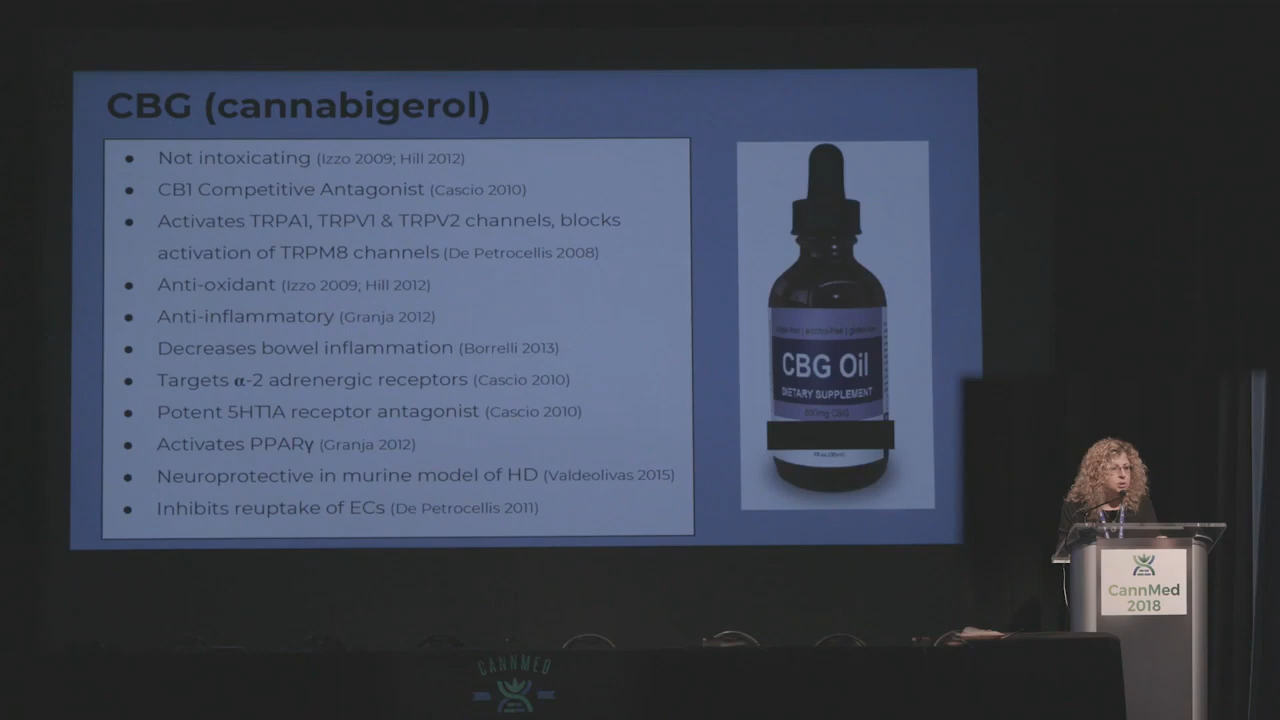 CBG (cannabigerol)
● Not intoxicating (Izzo 2009; Hill 2012)
● CB1 Competitive Antagonist (Cascio 2010)
● Activates TRPA1, TRPV1 & TRPV2 channels, blocks
activation of TRPM8 channels (De Petrocellis 2008)
● Anti-oxidant (Izzo 2009; Hill 2012)
● Anti-inflammatory (Granja 2012)
● Decreases bowel inflammation (Borrelli 2013)
● Targets α-2 adrenergic receptors (Cascio 2010)
● Potent 5HT1A receptor antagonist (Cascio 2010)
● Activates PPARγ (Granja 2012)
● Neuroprotective in murine model of HD (Valdeolivas 2015)
● Inhibits reuptake of ECs (De Petrocellis 2011)
CBG Oil
DIETARY SUPPLEMENT
CannMed
2018
CANNMED